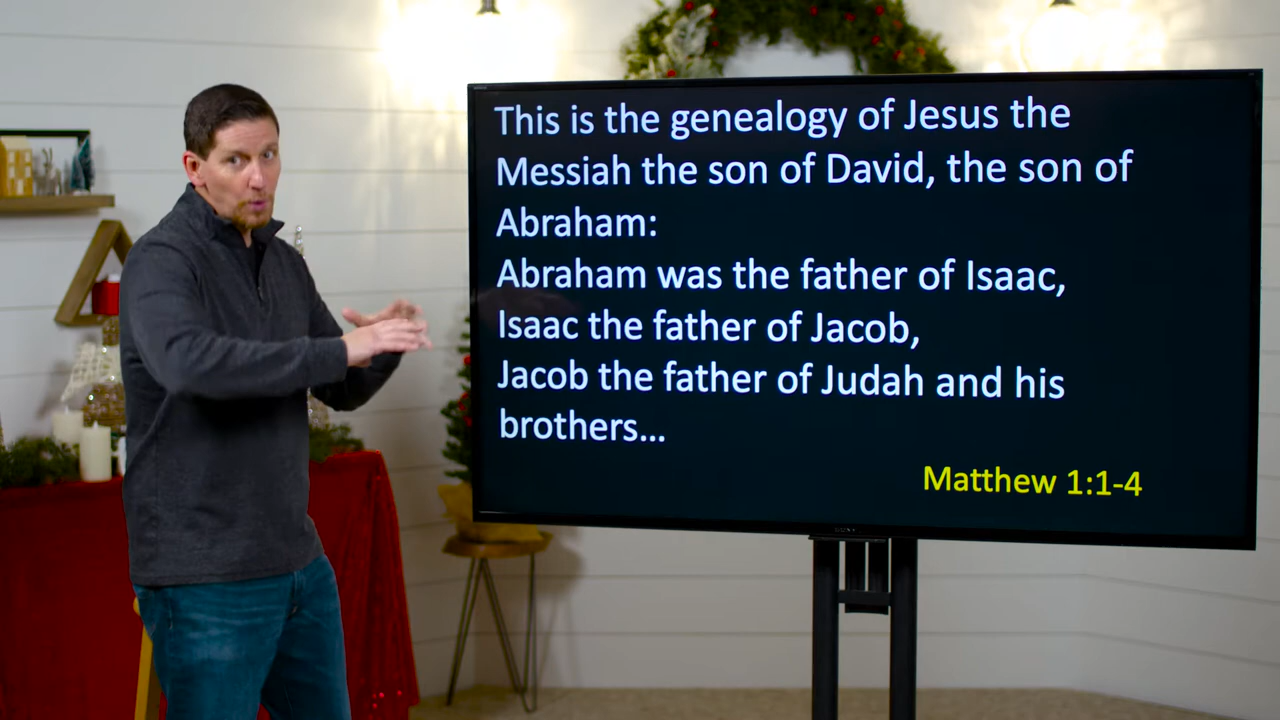 This is the genealogy of Jesus the
Messiah the son of David, the son of
Abraham:
Abraham was the father of Isaac,
Isaac the father of Jacob,
Jacob the father of Judah and his
brothers...
Matthew 1:1-4
SONY